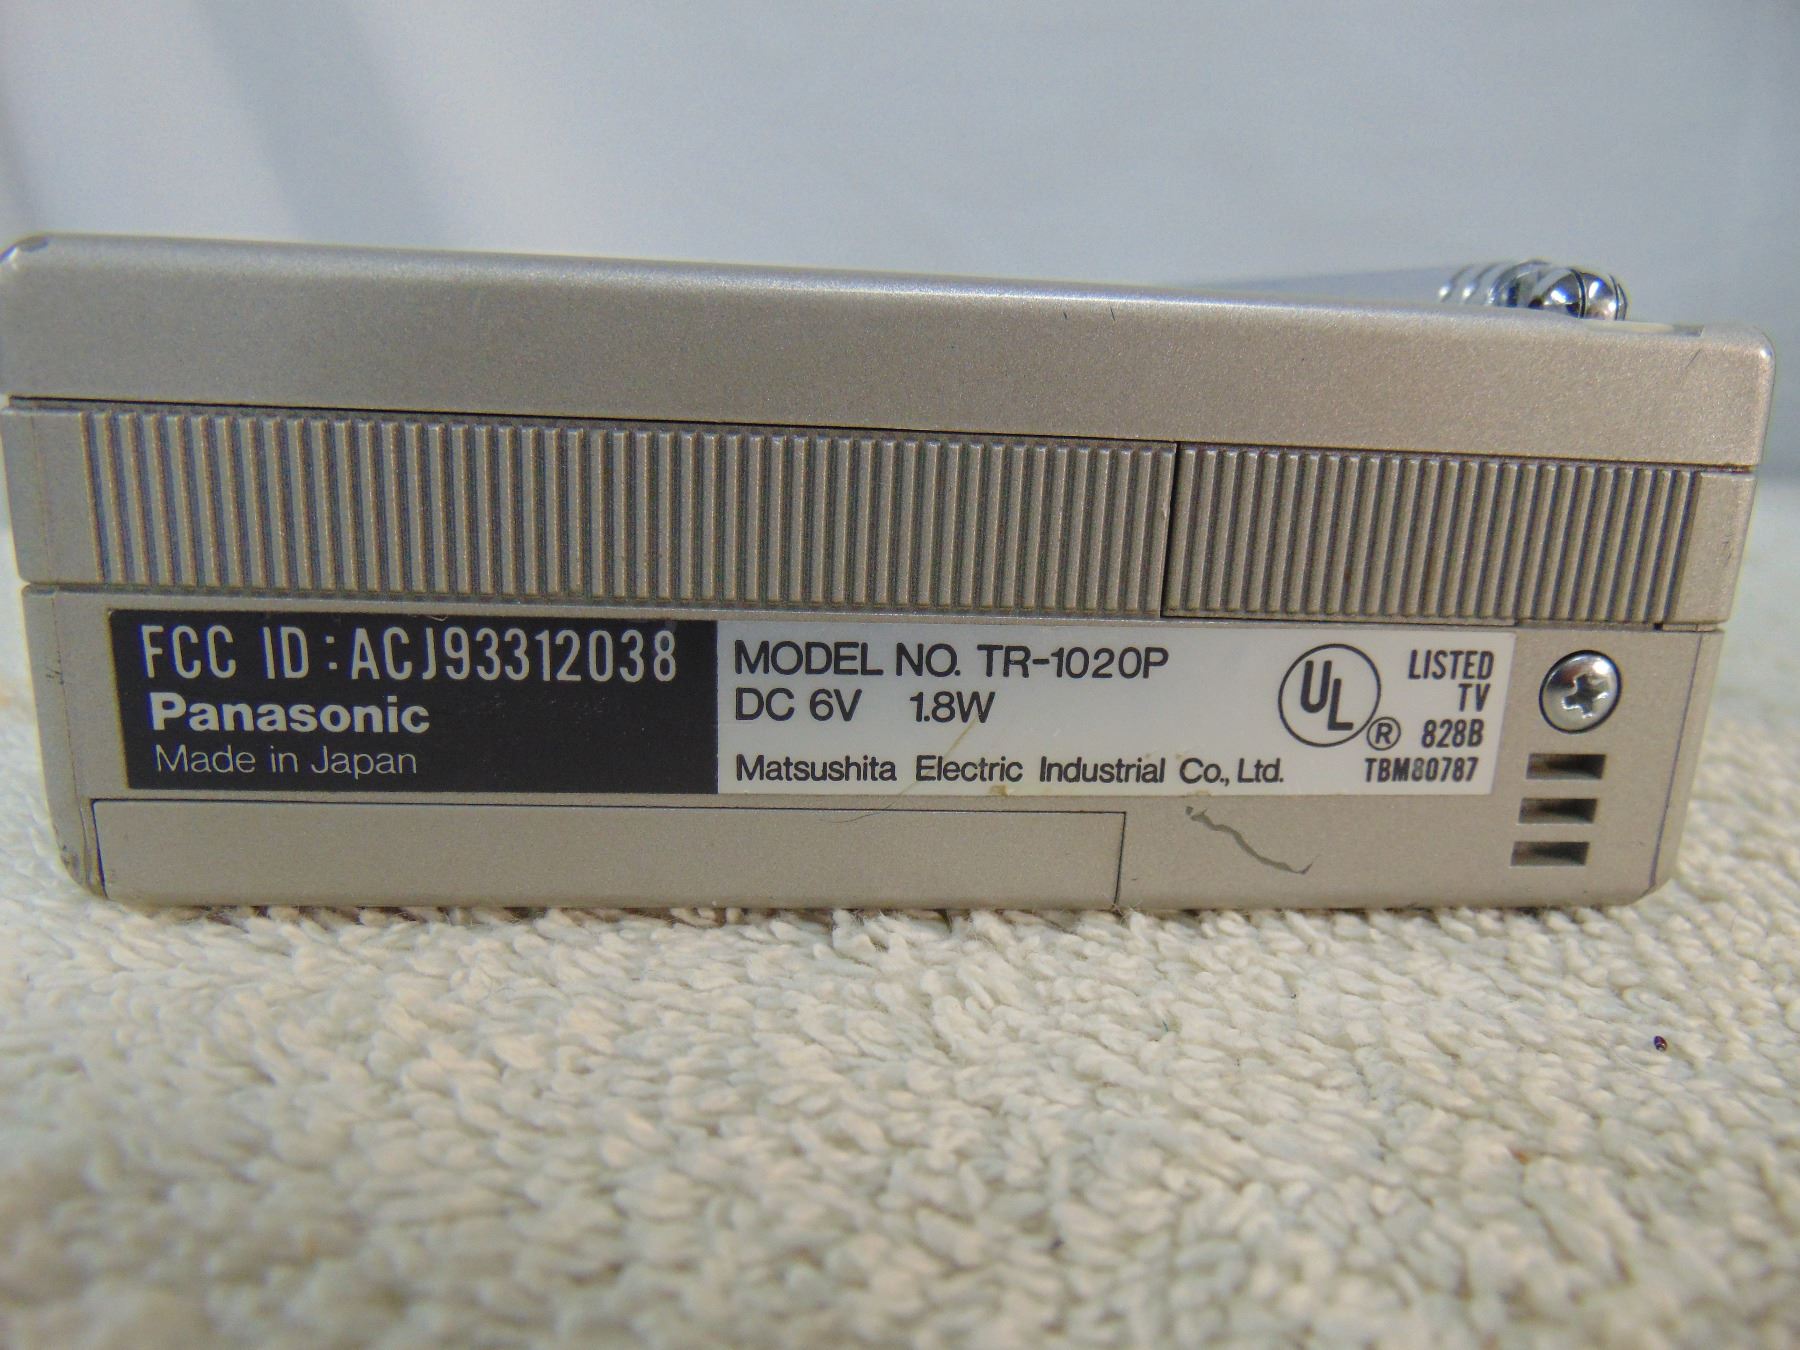 FCC ID : ACJ93312038
Panasonic
Made in Japan
MODEL NO. TR-1020P
DC 6V 1.8W
Matsushita Electric Industrial Co., Ltd.
UL ®
LISTED
TV
828B
TBM80787